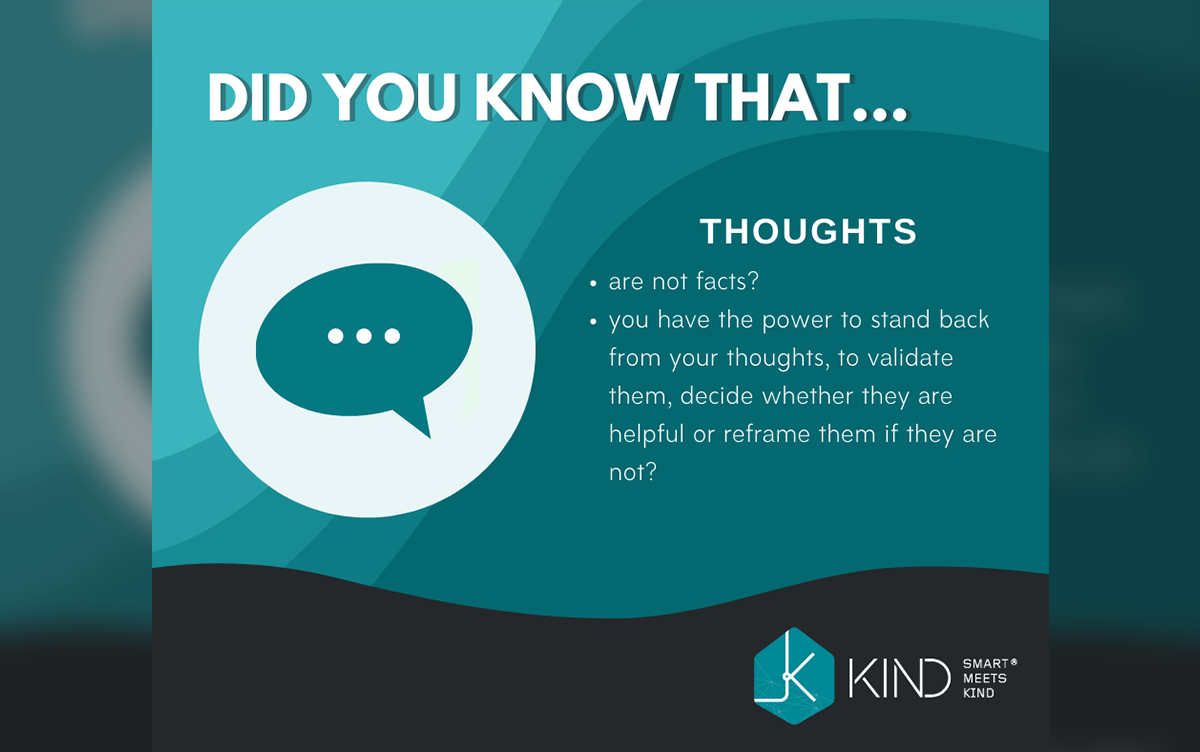 DID YOU KNOW THAT...
THOUGHTS
• are not facts?
• you have the power to stand back
from your thoughts, to validate
them, decide whether they are
helpful or reframe them if they are
not?
KIND
SMART®
MEETS
KIND